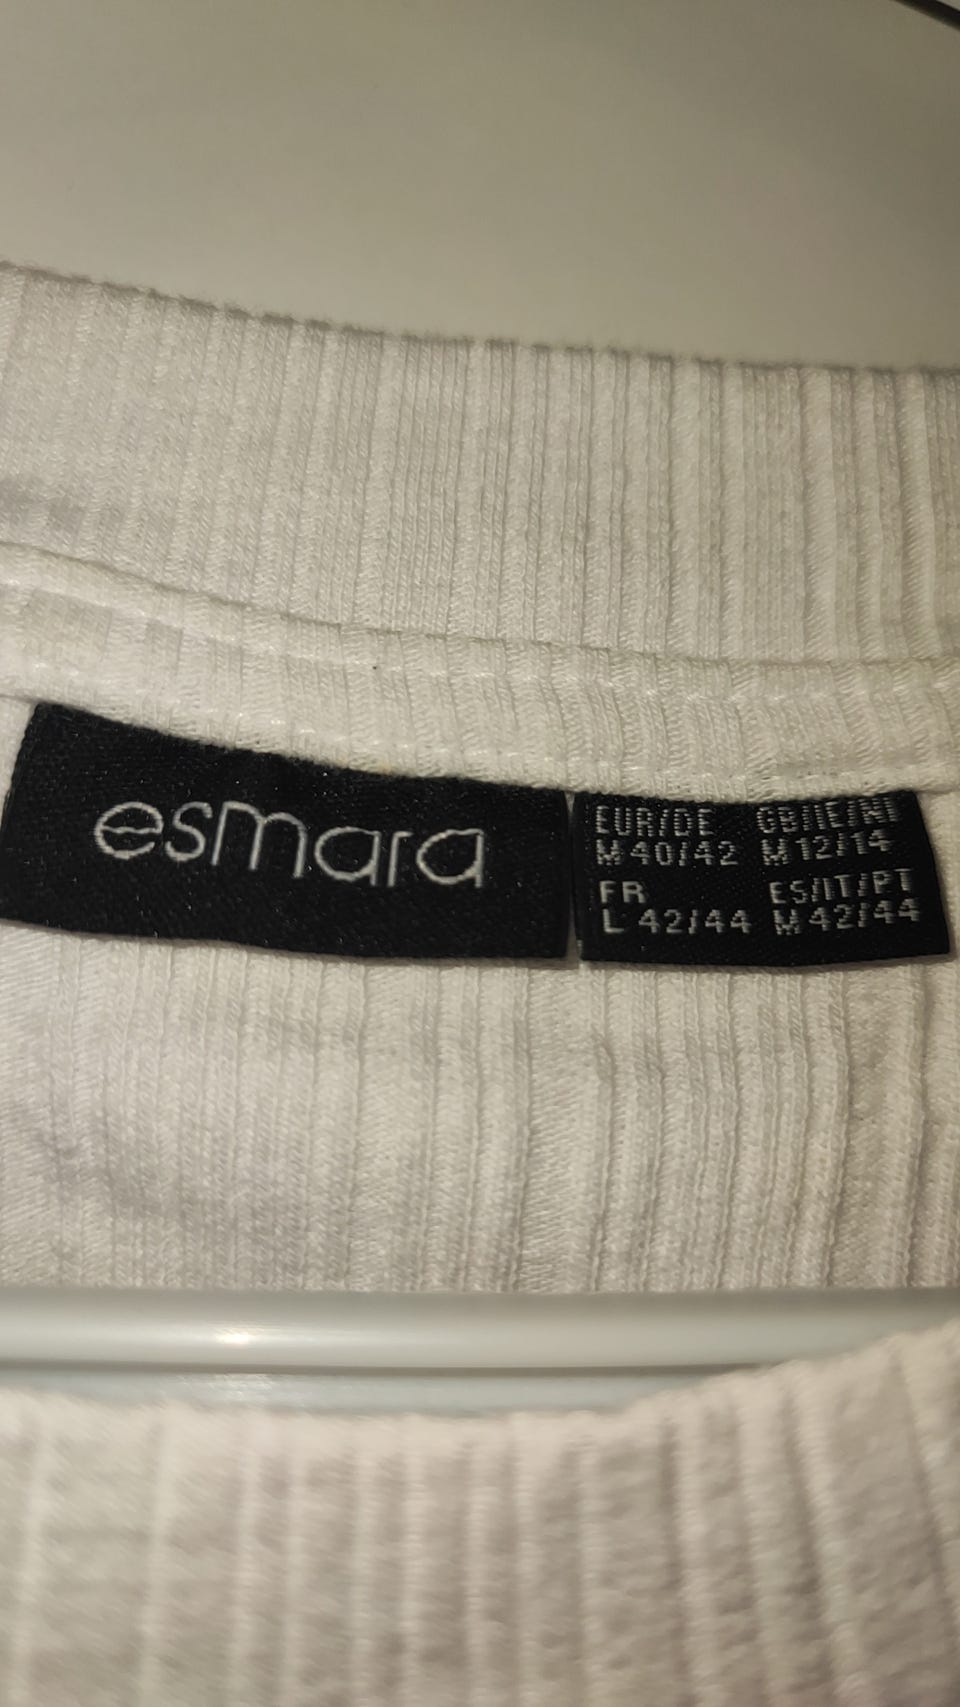 esmara
EUR/DE GB/IE/NI
M 40/42 M 12/14
FR ES/IT/PT
L 42/44 M 42/44